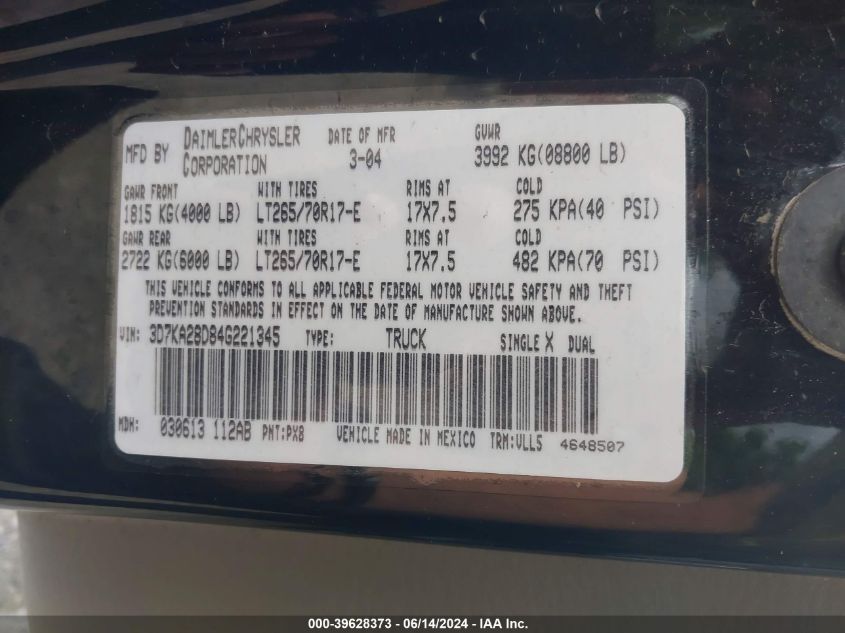 MFD BY DAIMLERCHRYSLER CORPORATION DATE OF MFR 3-04 GVWR 3992 KG(08800 LB)
GAWR FRONT WITH TIRES RIMS AT COLD
1815 KG(4000 LB) LT265/70R17-E 17X7.5 275 KPA(40 PSI)
GAWR REAR WITH TIRES RIMS AT COLD
2722 KG(6000 LB) LT265/70R17-E 17X7.5 482 KPA(70 PSI)
THIS VEHICLE CONFORMS TO ALL APPLICABLE FEDERAL MOTOR VEHICLE SAFETY AND THEFT
PREVENTION STANDARDS IN EFFECT ON THE DATE OF MANUFACTURE SHOWN ABOVE.
VIN: 3D7KA28D84G221345 TYPE: TRUCK SINGLE X DUAL
MDH: 030613 112AB PNT:PX8 VEHICLE MADE IN MEXICO TRM:VLL5 4648507
000-39628373 - 06/14/2024 - IAA Inc.